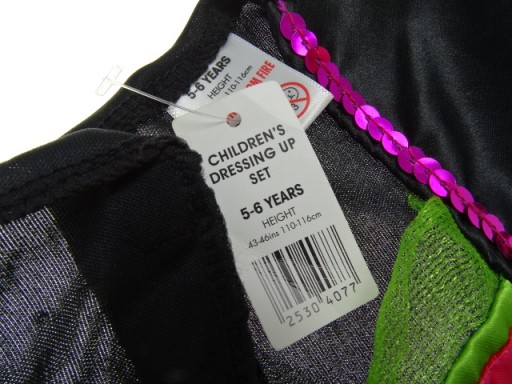 5-6 YEARS
HEIGHT
110-116cm
ON FIRE
CHILDREN'S
DRESSING UP
SET
5-6 YEARS
HEIGHT
43-46ins 110-116cm
2530 4077